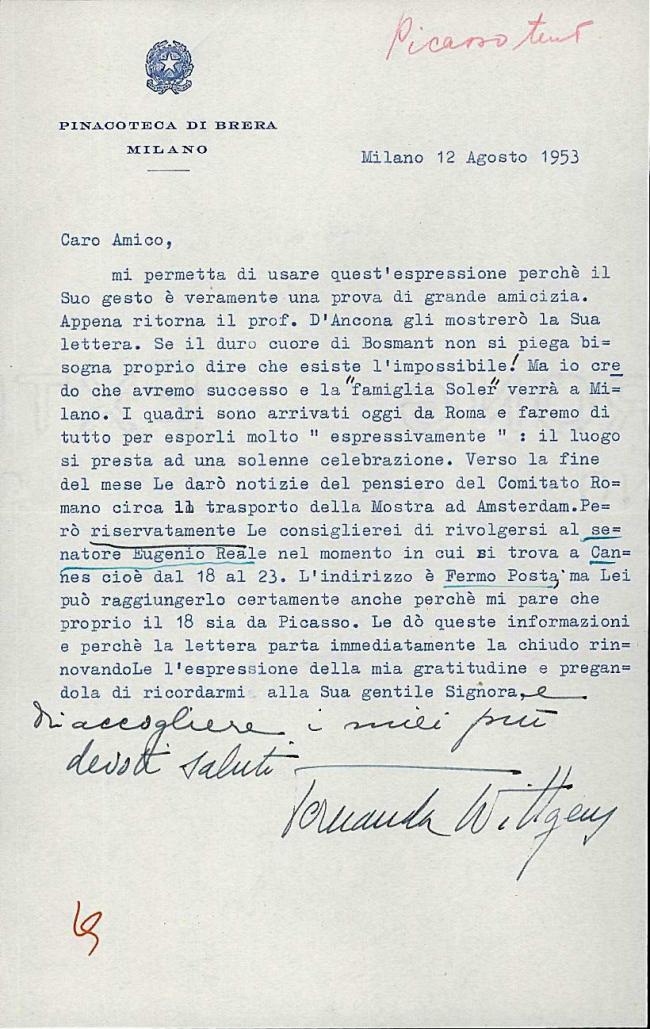 Picasso tent
PINACOTECA DI BRERA
MILANO
Milano 12 Agosto 1953
Caro Amico,
mi permetta di usare quest'espressione perchè il
Suo gesto è veramente una prova di grande amicizia.
Appena ritorna il prof. D'Ancona gli mostrerò la Sua
lettera. Se il duro cuore di Bosmant non si piega bi=
sogna proprio dire che esiste l'impossibile! Ma io cre
do che avremo successo e la "famiglia Soler" verrà a Mi=
lano. I quadri sono arrivati oggi da Roma e faremo di
tutto per esporli molto " espressivamente " : il luogo
si presta ad una solenne celebrazione. Verso la fine
del mese Le darò notizie del pensiero del Comitato Ro=
mano circa il trasporto della Mostra ad Amsterdam.Pe=
rò riservatamente Le consiglierei di rivolgersi al se=
natore Eugenio Reale nel momento in cui si trova a Can=
nes cioè dal 18 al 23. L'indirizzo è Fermo Posta, ma Lei
può raggiungerlo certamente anche perchè mi pare che
proprio il 18 sia da Picasso. Le dò queste informazioni
e perchè la lettera parta immediatamente la chiudo rin=
novandoLe l'espressione della mia gratitudine e pregan=
dola di ricordarmi alla Sua gentile Signora, e
di accogliere i miei più
devoti saluti
Fernanda Wittgens